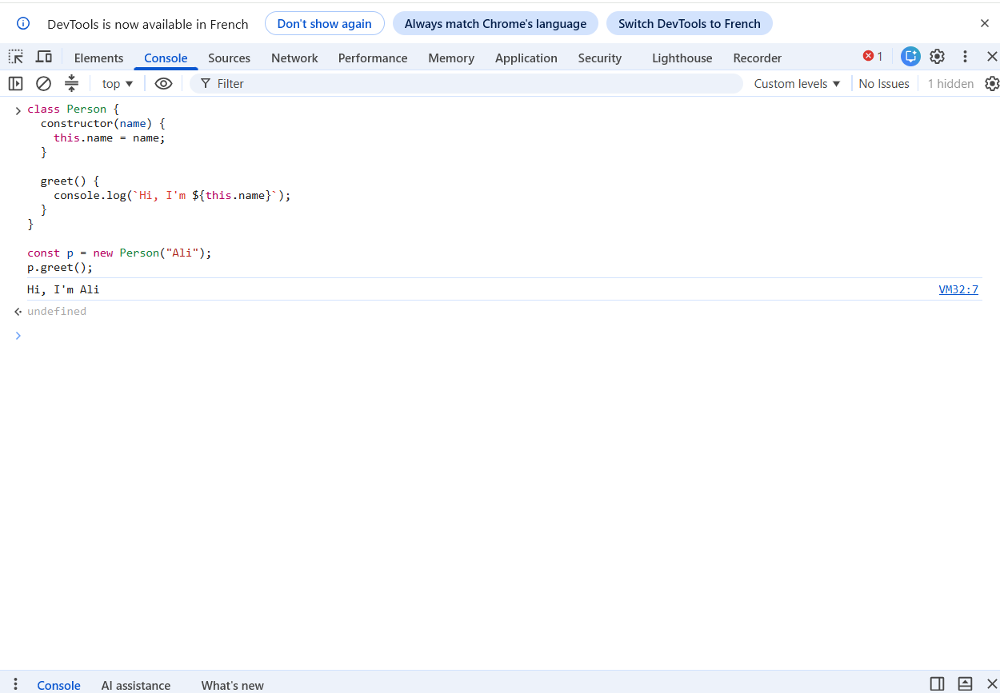 DevTools is now available in French Don't show again Always match Chrome's language Switch DevTools to French
Elements Console Sources Network Performance Memory Application Security Lighthouse Recorder 1
top Filter Custom levels No Issues 1 hidden
class Person {
  constructor(name) {
    this.name = name;
  }
  greet() {
    console.log(`Hi, I'm ${this.name}`);
  }
}
const p = new Person("Ali");
p.greet();
Hi, I'm Ali VM32:7
undefined
Console AI assistance What's new